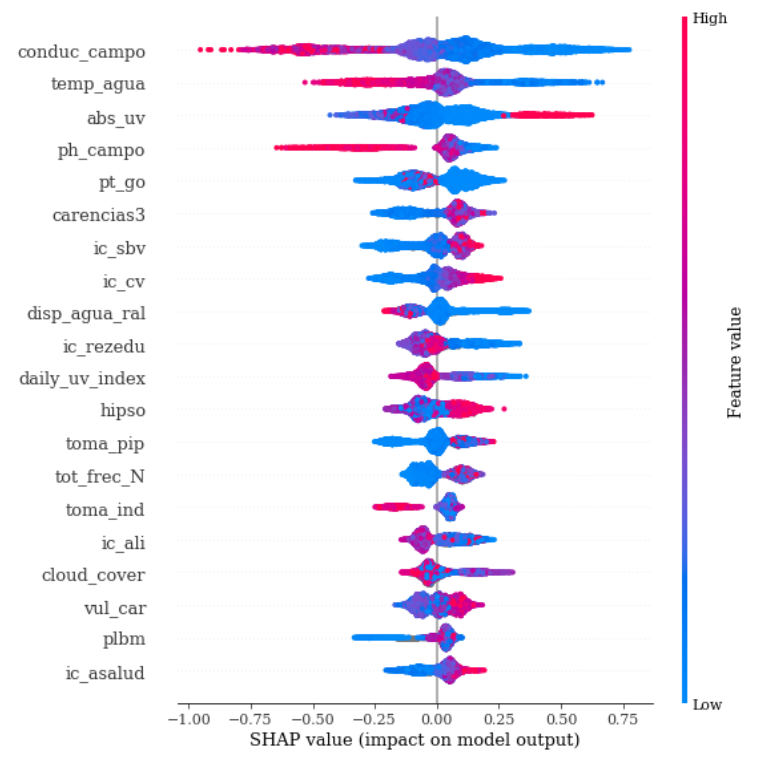 High
conduc_campo
temp_agua
abs_uv
ph_campo
pt_go
carencias3
ic_sbv
ic_cv
disp_agua_ral
ic_rezedu
daily_uv_index
hipso
toma_pip
tot_frec_N
toma_ind
ic_ali
cloud_cover
vul_car
plbm
ic_asalud
Feature value
Low
−1.00 −0.75 −0.50 −0.25 0.00 0.25 0.50 0.75
SHAP value (impact on model output)